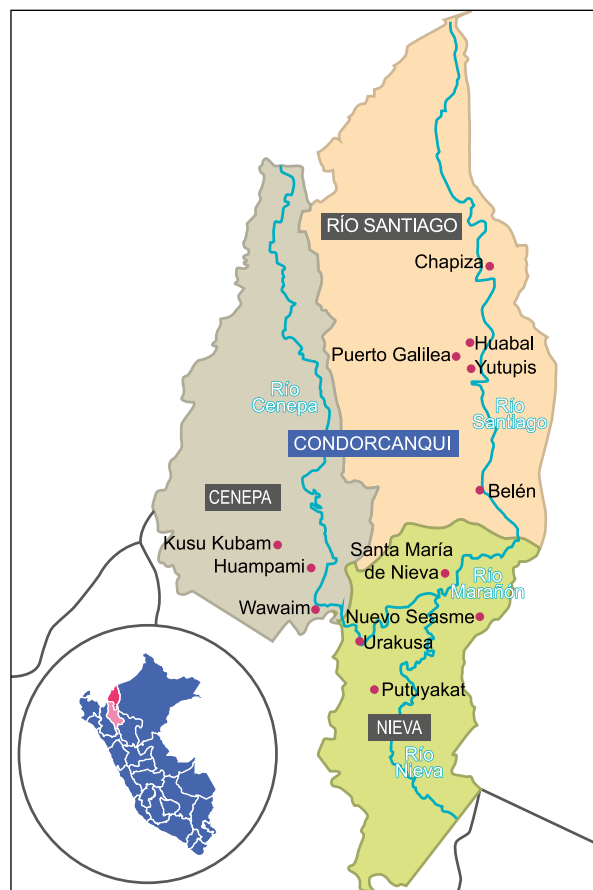 RÍO SANTIAGO
Chapiza
Huabal
Puerto Galilea
Yutupis
Río
Cenepa
Río
Santiago
CONDORCANQUI
CENEPA
Belén
Kusu Kubam
Huampami
Santa María
de Nieva
Río
Marañón
Wawaim
Nuevo Seasme
Urakusa
Putuyakat
NIEVA
Río
Nieva